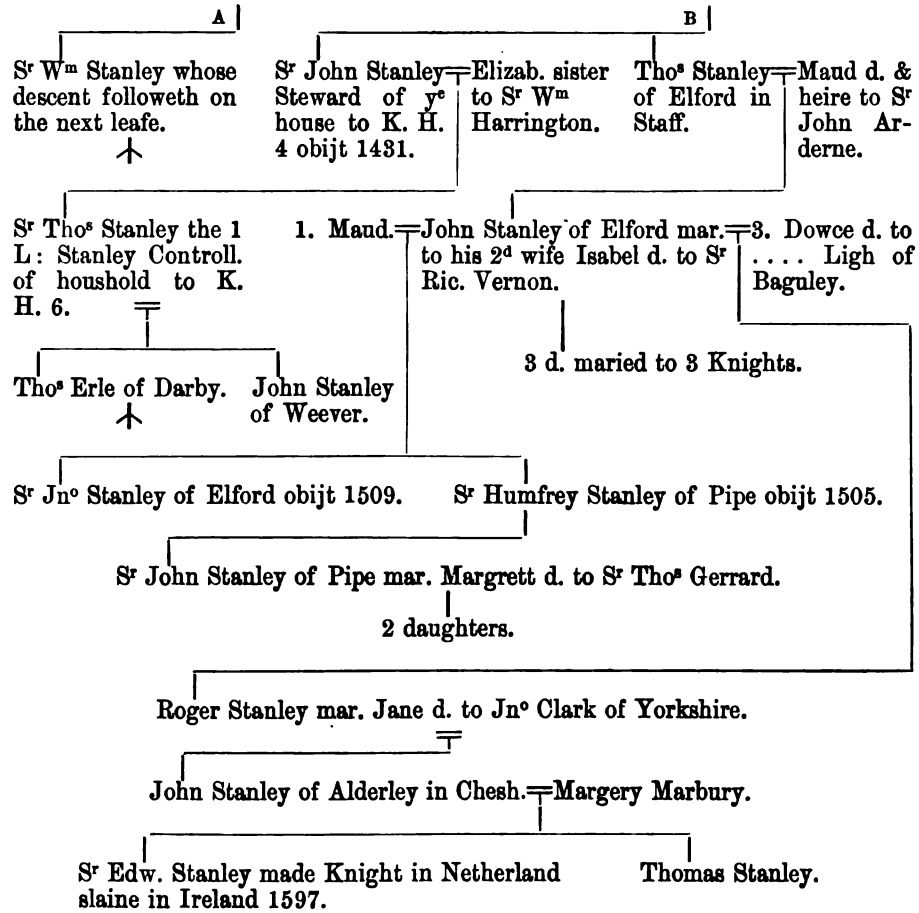 A B
Sʳ Wᵐ Stanley whose
descent followeth on
the next leafe.
Sʳ John Stanley
Steward of yᵉ
house to K. H.
4 obijt 1431.
Elizab. sister
to Sʳ Wᵐ
Harrington.
Thoˢ Stanley
of Elford in
Staff.
Maud d. &
heire to Sʳ
John Ar-
derne.
Sʳ Thoˢ Stanley the 1
L: Stanley Controll.
of houshold to K.
H. 6.
1. Maud.
John Stanley of Elford mar.
to his 2ᵈ wife Isabel d. to Sʳ
Ric. Vernon.
3. Dowce d. to
.... Ligh of
Baguley.
3 d. maried to 3 Knights.
Thoˢ Erle of Darby.
John Stanley
of Weever.
Sʳ Jnᵒ Stanley of Elford obijt 1509.
Sʳ Humfrey Stanley of Pipe obijt 1505.
Sʳ John Stanley of Pipe mar. Margrett d. to Sʳ Thoˢ Gerrard.
2 daughters.
Roger Stanley mar. Jane d. to Jnᵒ Clark of Yorkshire.
John Stanley of Alderley in Chesh.
Margery Marbury.
Sʳ Edw. Stanley made Knight in Netherland
slaine in Ireland 1597.
Thomas Stanley.